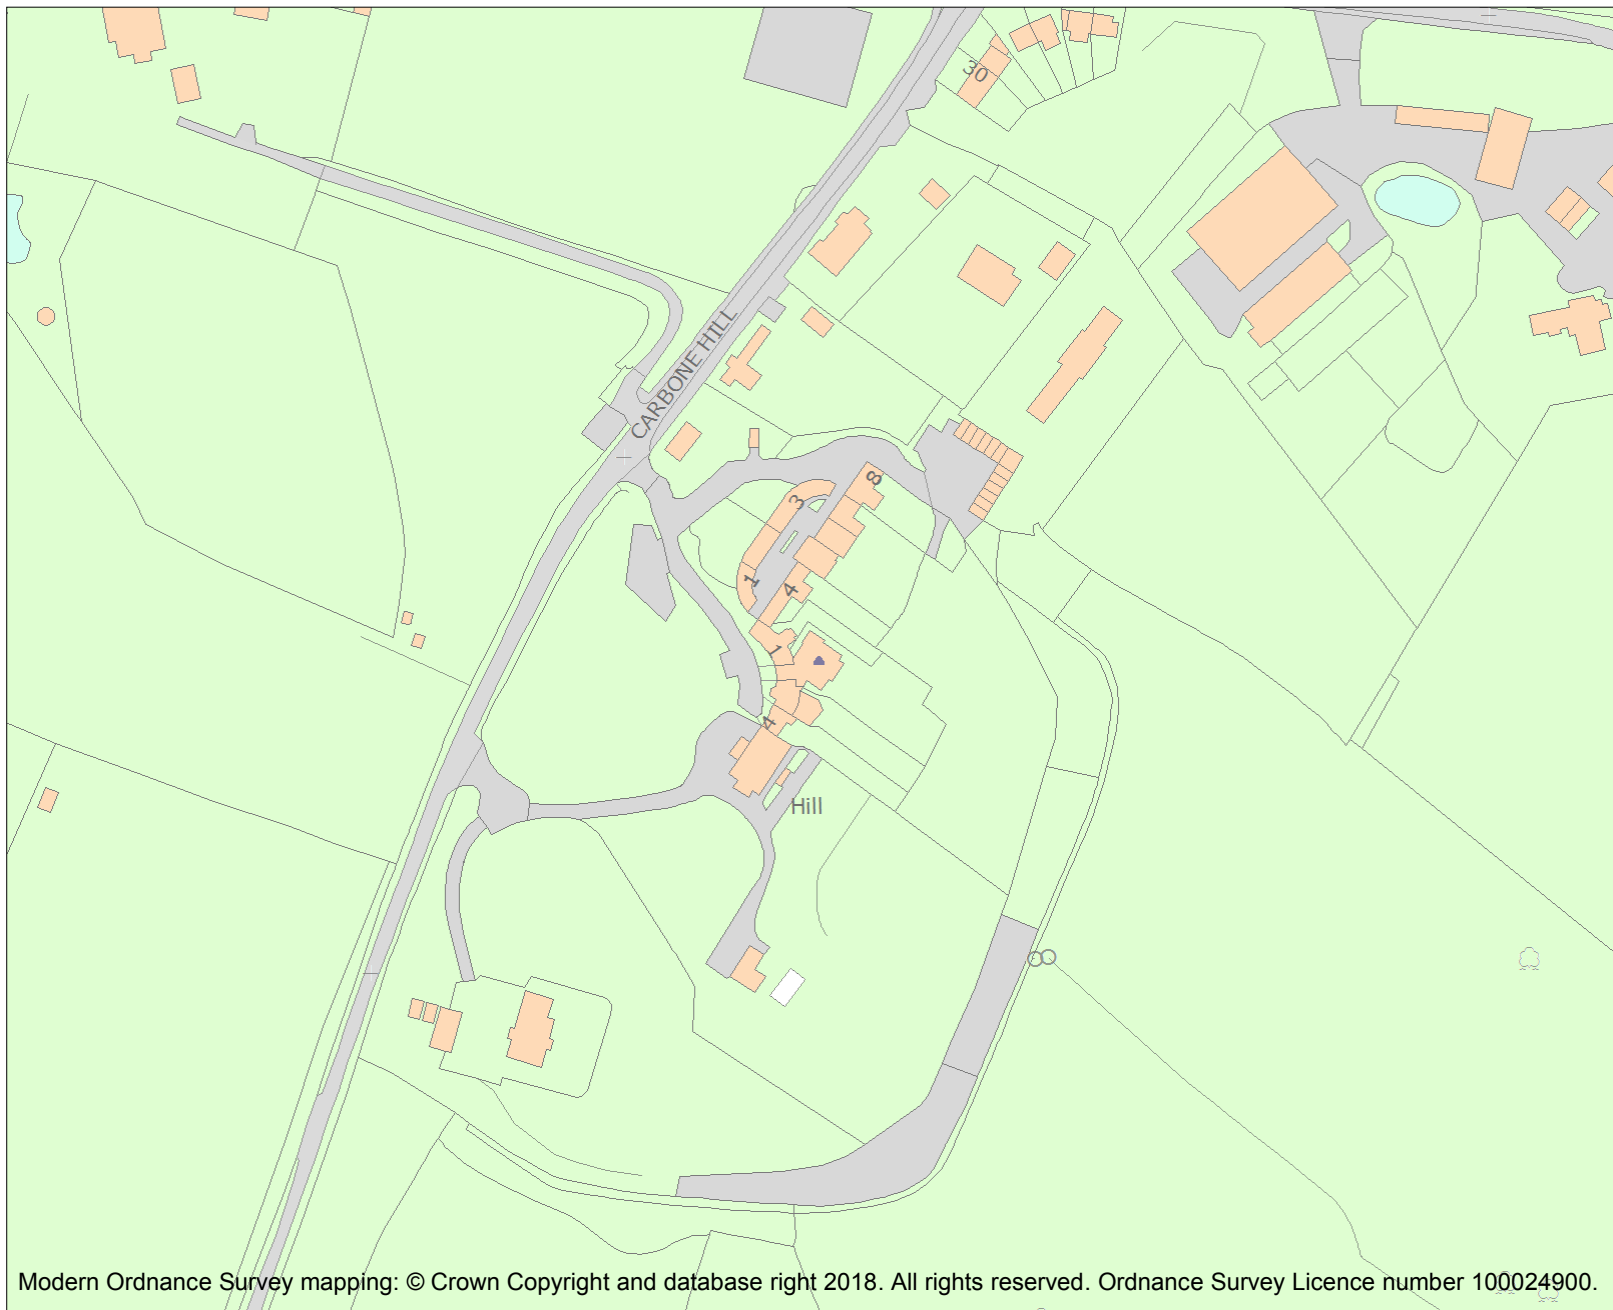 30
CARBONE HILL
8
3
1
4
1
4
Hill
Modern Ordnance Survey mapping: © Crown Copyright and database right 2018. All rights reserved. Ordnance Survey Licence number 100024900.